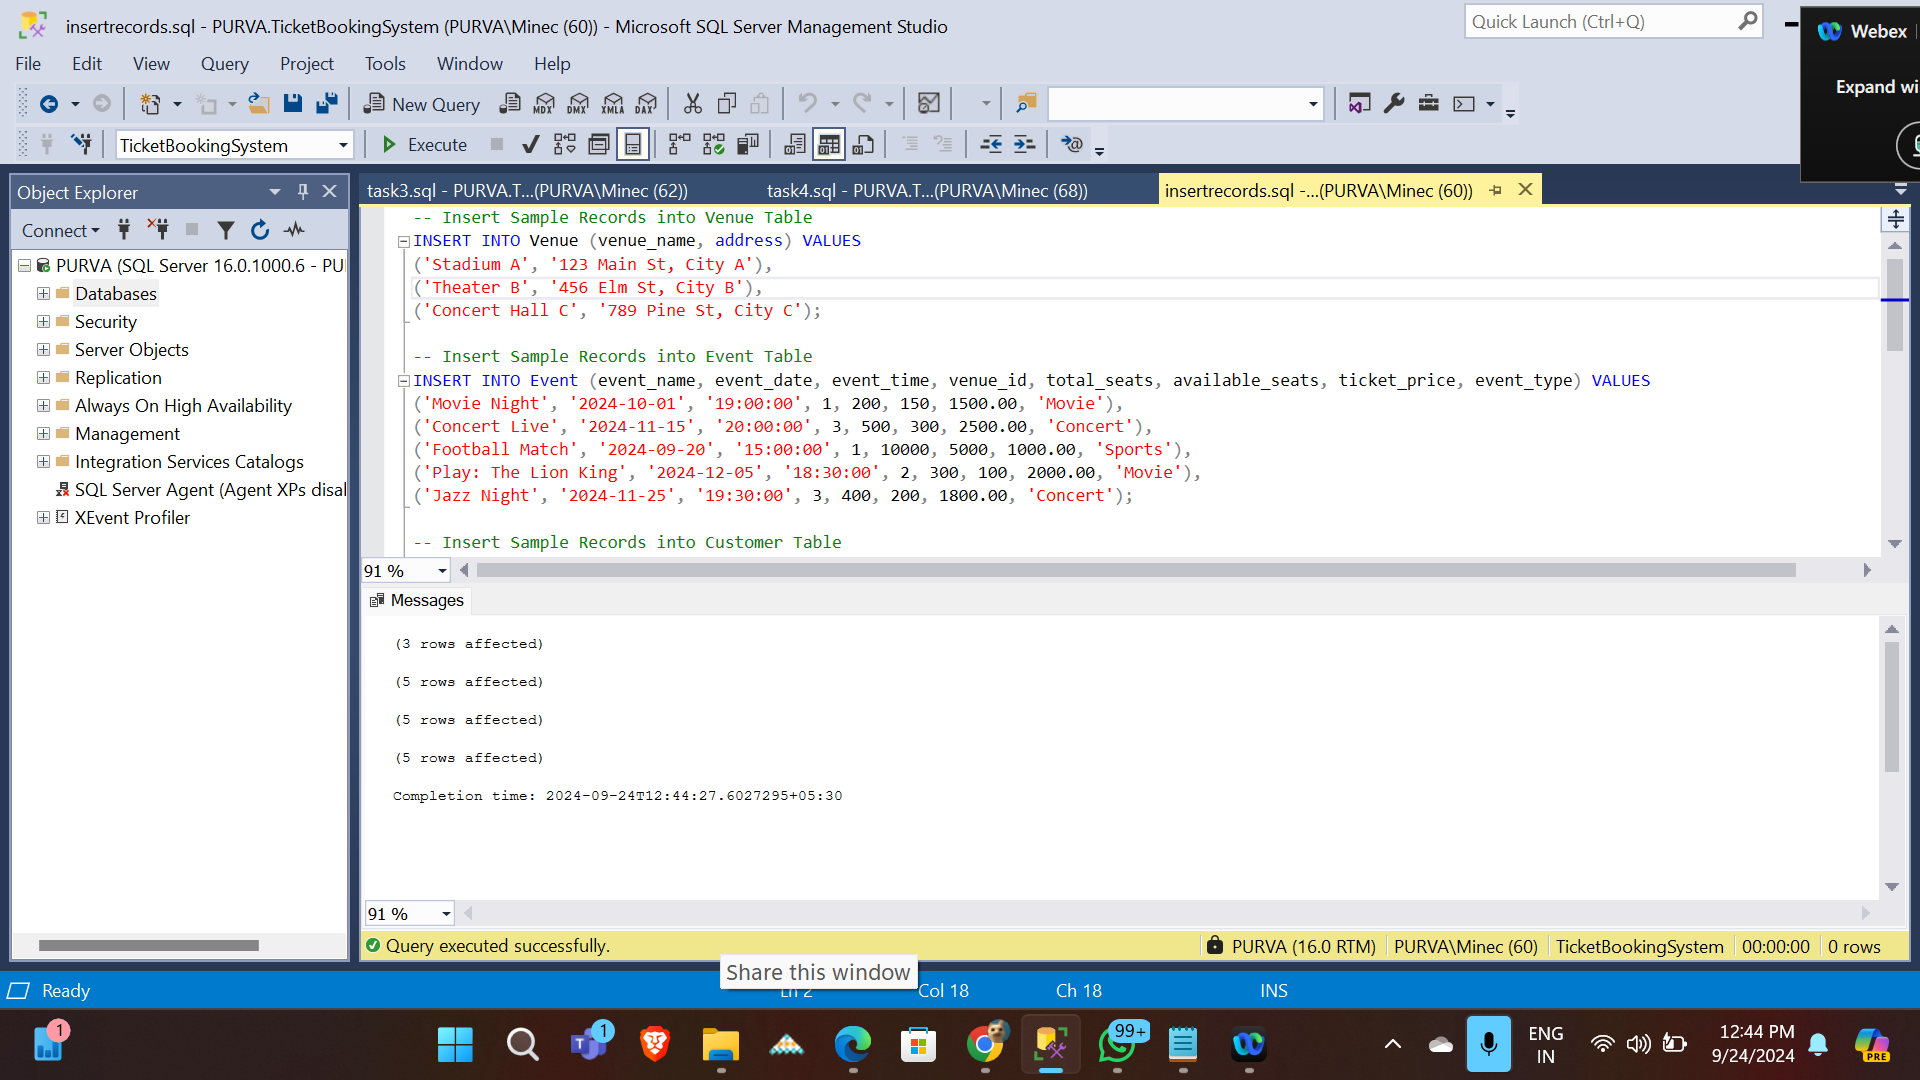 insertrecords.sql - PURVA.TicketBookingSystem (PURVA\Minec (60)) - Microsoft SQL Server Management Studio
Quick Launch (Ctrl+Q)
Webex
Expand wi
File Edit View Query Project Tools Window Help
New Query MDX DMX XMLA DAX
TicketBookingSystem Execute
Object Explorer
Connect
PURVA (SQL Server 16.0.1000.6 - PU
Databases
Security
Server Objects
Replication
Always On High Availability
Management
Integration Services Catalogs
SQL Server Agent (Agent XPs disal
XEvent Profiler
task3.sql - PURVA.T...(PURVA\Minec (62)) task4.sql - PURVA.T...(PURVA\Minec (68)) insertrecords.sql -...(PURVA\Minec (60))
-- Insert Sample Records into Venue Table
INSERT INTO Venue (venue_name, address) VALUES
('Stadium A', '123 Main St, City A'),
('Theater B', '456 Elm St, City B'),
('Concert Hall C', '789 Pine St, City C');
-- Insert Sample Records into Event Table
INSERT INTO Event (event_name, event_date, event_time, venue_id, total_seats, available_seats, ticket_price, event_type) VALUES
('Movie Night', '2024-10-01', '19:00:00', 1, 200, 150, 1500.00, 'Movie'),
('Concert Live', '2024-11-15', '20:00:00', 3, 500, 300, 2500.00, 'Concert'),
('Football Match', '2024-09-20', '15:00:00', 1, 10000, 5000, 1000.00, 'Sports'),
('Play: The Lion King', '2024-12-05', '18:30:00', 2, 300, 100, 2000.00, 'Movie'),
('Jazz Night', '2024-11-25', '19:30:00', 3, 400, 200, 1800.00, 'Concert');
-- Insert Sample Records into Customer Table
91 %
Messages
(3 rows affected)
(5 rows affected)
(5 rows affected)
(5 rows affected)
Completion time: 2024-09-24T12:44:27.6027295+05:30
91 %
Query executed successfully. PURVA (16.0 RTM) PURVA\Minec (60) TicketBookingSystem 00:00:00 0 rows
Share this window
Ready Ln 2 Col 18 Ch 18 INS
1
1
99+
ENG
IN
12:44 PM
9/24/2024
PRE